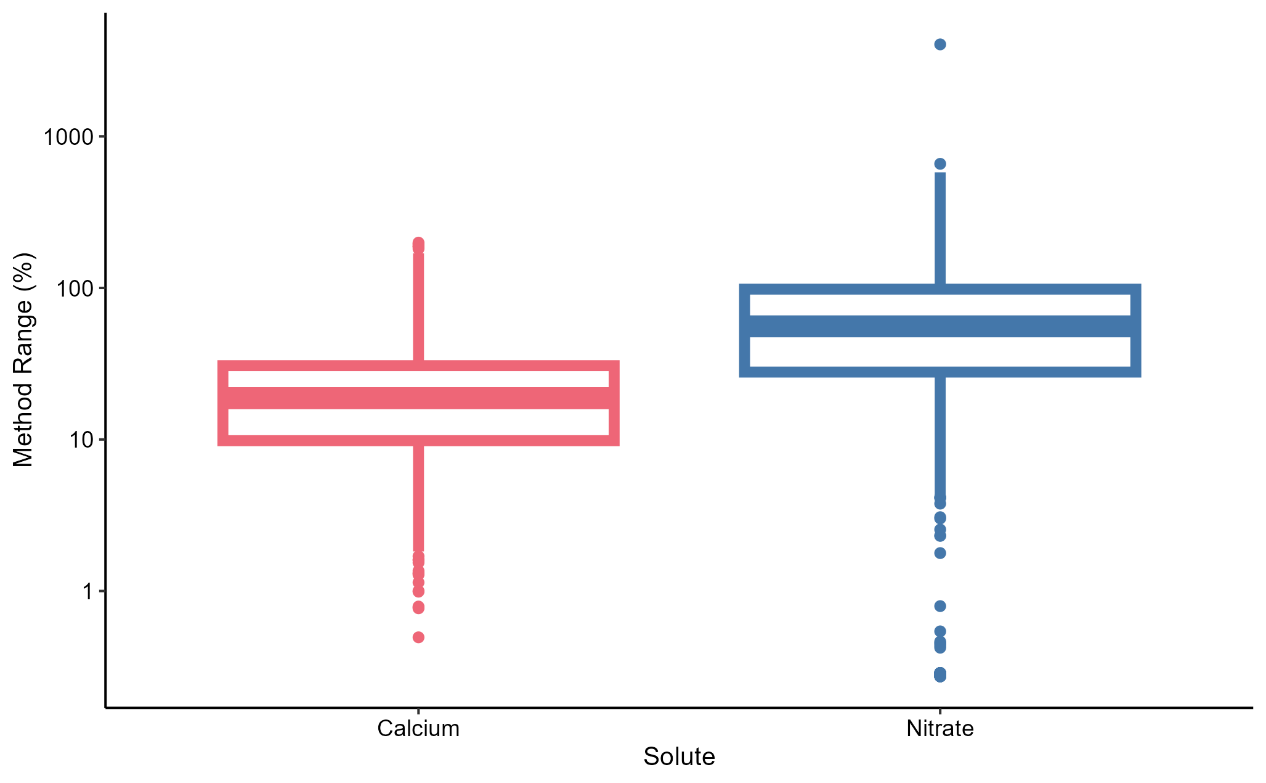 Method Range (%)
1000
100
10
1
Calcium
Nitrate
Solute